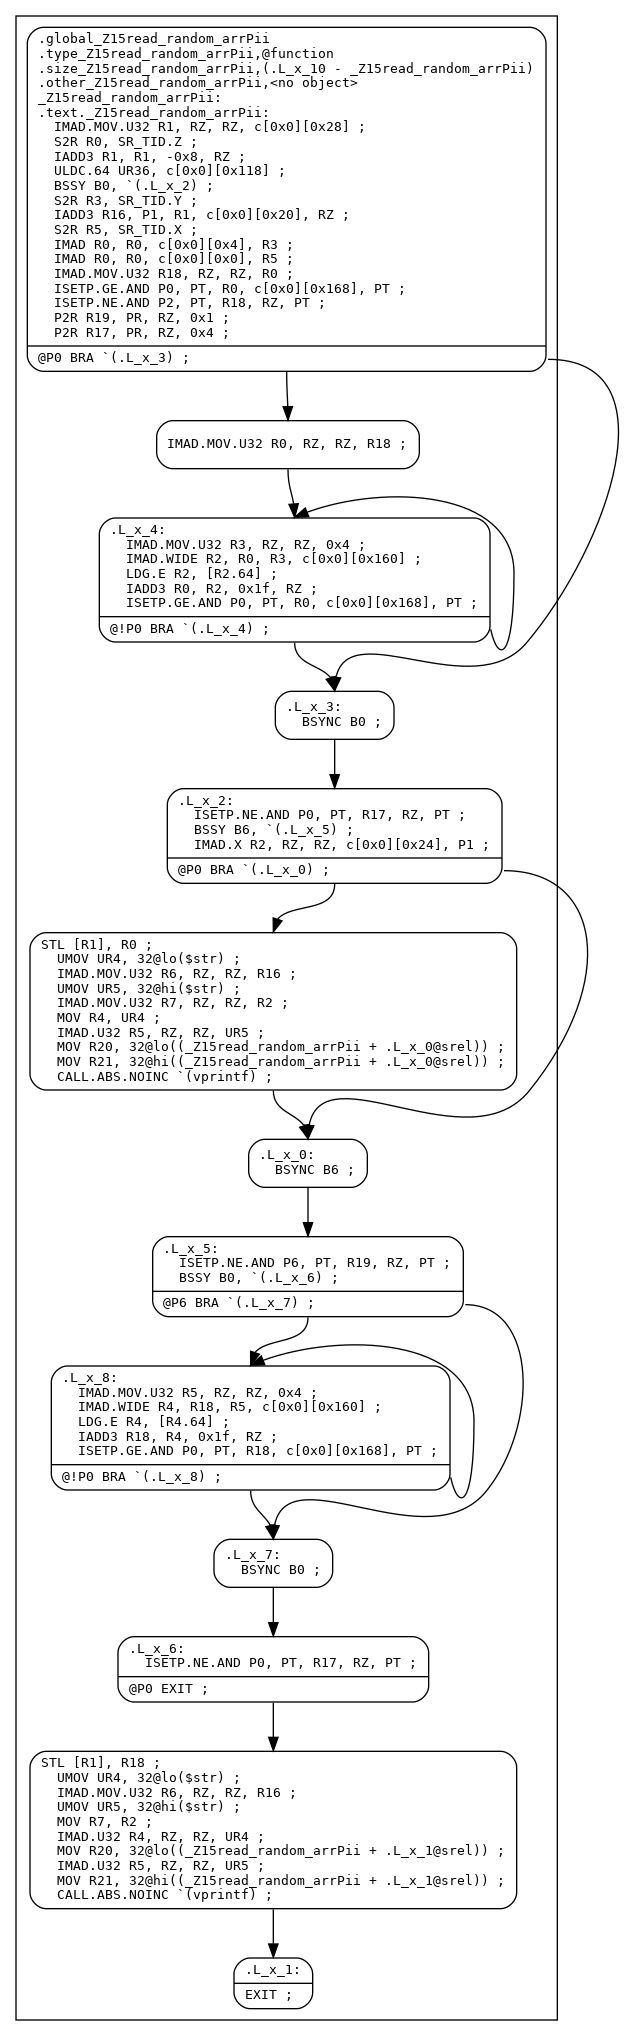 .global_Z15read_random_arrPii
.type_Z15read_random_arrPii,@function
.size_Z15read_random_arrPii,(.L_x_10 - _Z15read_random_arrPii)
.other_Z15read_random_arrPii,<no object>
_Z15read_random_arrPii:
.text._Z15read_random_arrPii:
IMAD.MOV.U32 R1, RZ, RZ, c[0x0][0x28] ;
S2R R0, SR_TID.Z ;
IADD3 R1, R1, -0x8, RZ ;
ULDC.64 UR36, c[0x0][0x118] ;
BSSY B0, `(.L_x_2) ;
S2R R3, SR_TID.Y ;
IADD3 R16, P1, R1, c[0x0][0x20], RZ ;
S2R R5, SR_TID.X ;
IMAD R0, R0, c[0x0][0x4], R3 ;
IMAD R0, R0, c[0x0][0x0], R5 ;
IMAD.MOV.U32 R18, RZ, RZ, R0 ;
ISETP.GE.AND P0, PT, R0, c[0x0][0x168], PT ;
ISETP.NE.AND P2, PT, R18, RZ, PT ;
P2R R19, PR, RZ, 0x1 ;
P2R R17, PR, RZ, 0x4 ;
@P0 BRA `(.L_x_3) ;
IMAD.MOV.U32 R0, RZ, RZ, R18 ;
.L_x_4:
IMAD.MOV.U32 R3, RZ, RZ, 0x4 ;
IMAD.WIDE R2, R0, R3, c[0x0][0x160] ;
LDG.E R2, [R2.64] ;
IADD3 R0, R2, 0x1f, RZ ;
ISETP.GE.AND P0, PT, R0, c[0x0][0x168], PT ;
@!P0 BRA `(.L_x_4) ;
.L_x_3:
BSYNC B0 ;
.L_x_2:
ISETP.NE.AND P0, PT, R17, RZ, PT ;
BSSY B6, `(.L_x_5) ;
IMAD.X R2, RZ, RZ, c[0x0][0x24], P1 ;
@P0 BRA `(.L_x_0) ;
STL [R1], R0 ;
UMOV UR4, 32@lo($str) ;
IMAD.MOV.U32 R6, RZ, RZ, R16 ;
UMOV UR5, 32@hi($str) ;
IMAD.MOV.U32 R7, RZ, RZ, R2 ;
MOV R4, UR4 ;
IMAD.U32 R5, RZ, RZ, UR5 ;
MOV R20, 32@lo((_Z15read_random_arrPii + .L_x_0@srel)) ;
MOV R21, 32@hi((_Z15read_random_arrPii + .L_x_0@srel)) ;
CALL.ABS.NOINC `(vprintf) ;
.L_x_0:
BSYNC B6 ;
.L_x_5:
ISETP.NE.AND P6, PT, R19, RZ, PT ;
BSSY B0, `(.L_x_6) ;
@P6 BRA `(.L_x_7) ;
.L_x_8:
IMAD.MOV.U32 R5, RZ, RZ, 0x4 ;
IMAD.WIDE R4, R18, R5, c[0x0][0x160] ;
LDG.E R4, [R4.64] ;
IADD3 R18, R4, 0x1f, RZ ;
ISETP.GE.AND P0, PT, R18, c[0x0][0x168], PT ;
@!P0 BRA `(.L_x_8) ;
.L_x_7:
BSYNC B0 ;
.L_x_6:
ISETP.NE.AND P0, PT, R17, RZ, PT ;
@P0 EXIT ;
STL [R1], R18 ;
UMOV UR4, 32@lo($str) ;
IMAD.MOV.U32 R6, RZ, RZ, R16 ;
UMOV UR5, 32@hi($str) ;
MOV R7, R2 ;
IMAD.U32 R4, RZ, RZ, UR4 ;
MOV R20, 32@lo((_Z15read_random_arrPii + .L_x_1@srel)) ;
IMAD.U32 R5, RZ, RZ, UR5 ;
MOV R21, 32@hi((_Z15read_random_arrPii + .L_x_1@srel)) ;
CALL.ABS.NOINC `(vprintf) ;
.L_x_1:
EXIT ;